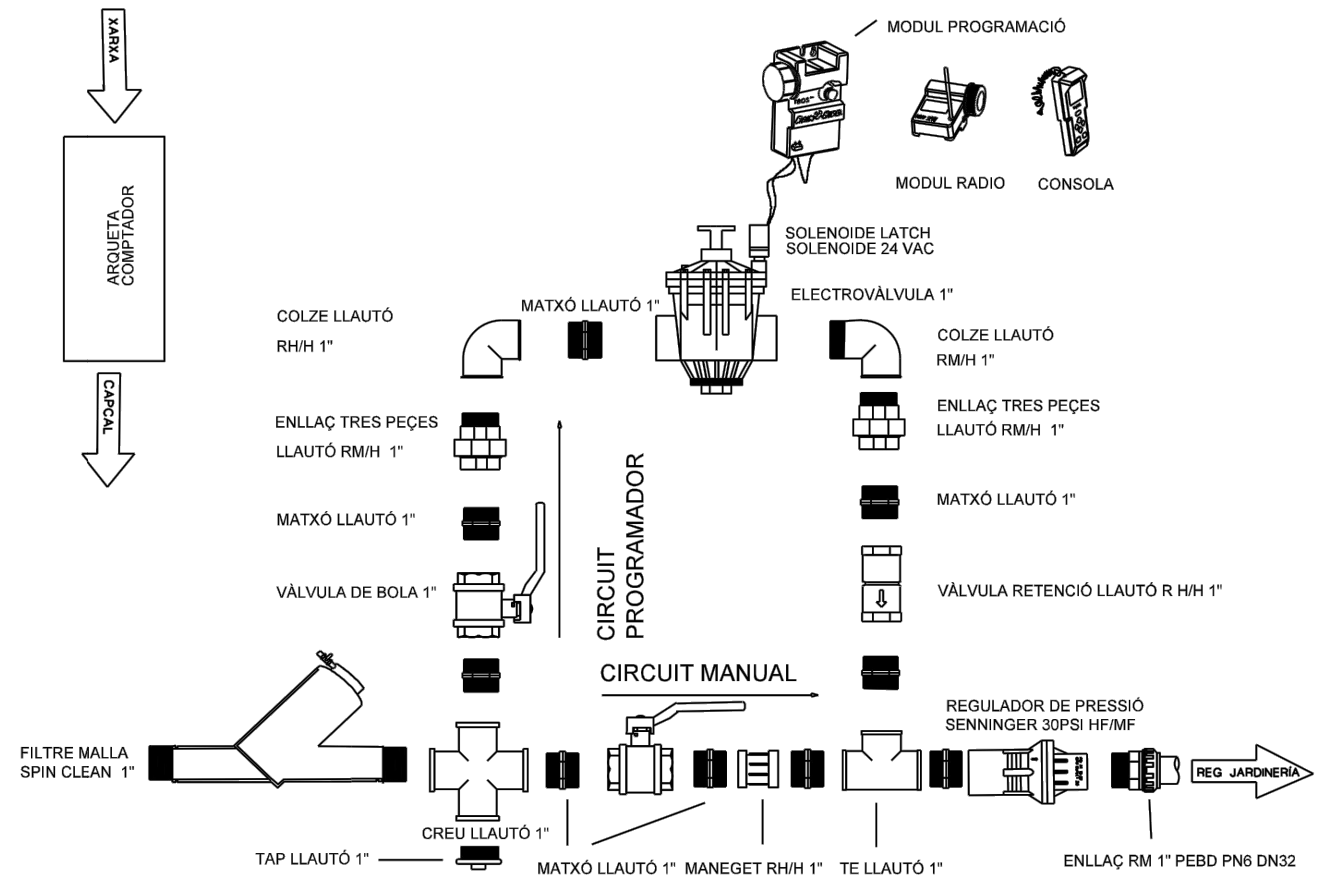 XARXA
MODUL PROGRAMACIÓ
TBOS™
MODUL RADIO
CONSOLA
ARQUETA
COMPTADOR
SOLENOIDE LATCH
SOLENOIDE 24 VAC
ELECTROVÀLVULA 1"
MATXÓ LLAUTÓ 1"
COLZE LLAUTÓ
RH/H 1"
COLZE LLAUTÓ
RM/H 1"
CAPCAL
ENLLAÇ TRES PEÇES
LLAUTÓ RM/H 1"
ENLLAÇ TRES PEÇES
LLAUTÓ RM/H 1"
MATXÓ LLAUTÓ 1"
MATXÓ LLAUTÓ 1"
VÀLVULA DE BOLA 1"
CIRCUIT
PROGRAMADOR
VÀLVULA RETENCIÓ LLAUTÓ R H/H 1"
CIRCUIT MANUAL
REGULADOR DE PRESSIÓ
SENNINGER 30PSI HF/MF
FILTRE MALLA
SPIN CLEAN 1"
REG JARDINERÍA
CREU LLAUTÓ 1"
TAP LLAUTÓ 1"
MATXÓ LLAUTÓ 1"
MANEGET RH/H 1"
TE LLAUTÓ 1"
ENLLAÇ RM 1" PEBD PN6 DN32